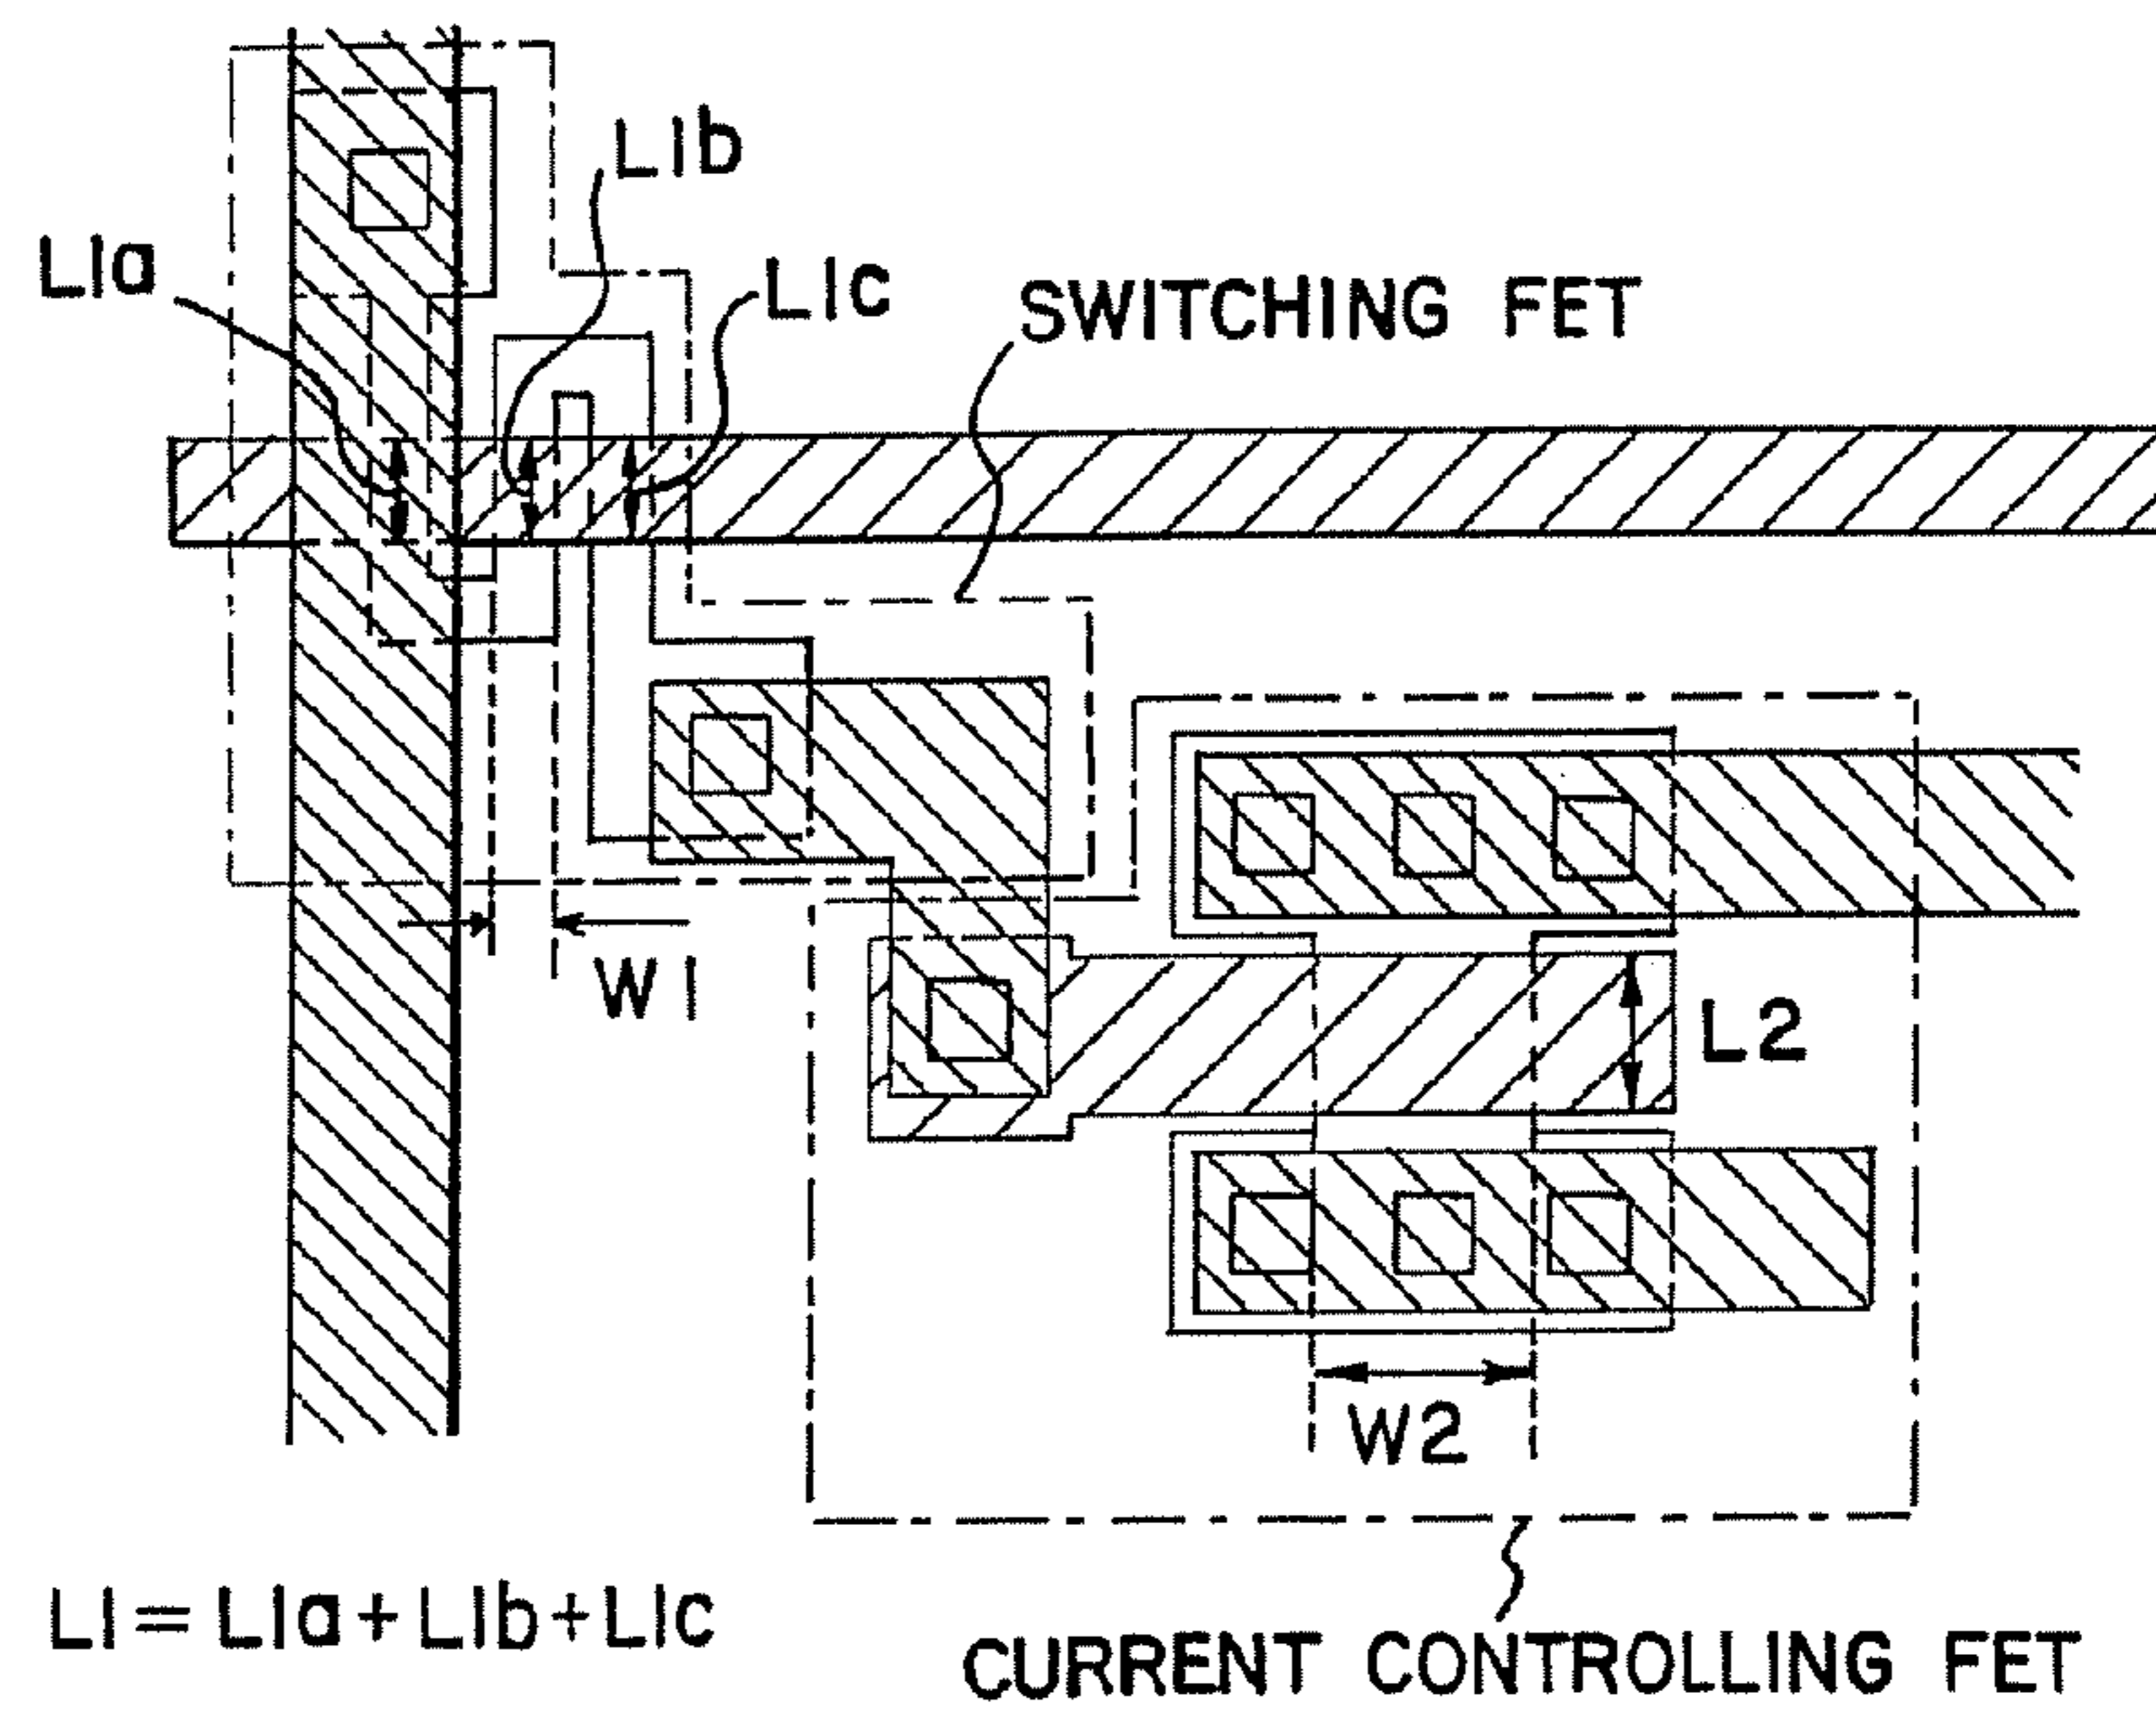 L1b
L1a
L1c
SWITCHING FET
W1
L2
W2
L1=L1a+L1b+L1c
CURRENT CONTROLLING FET